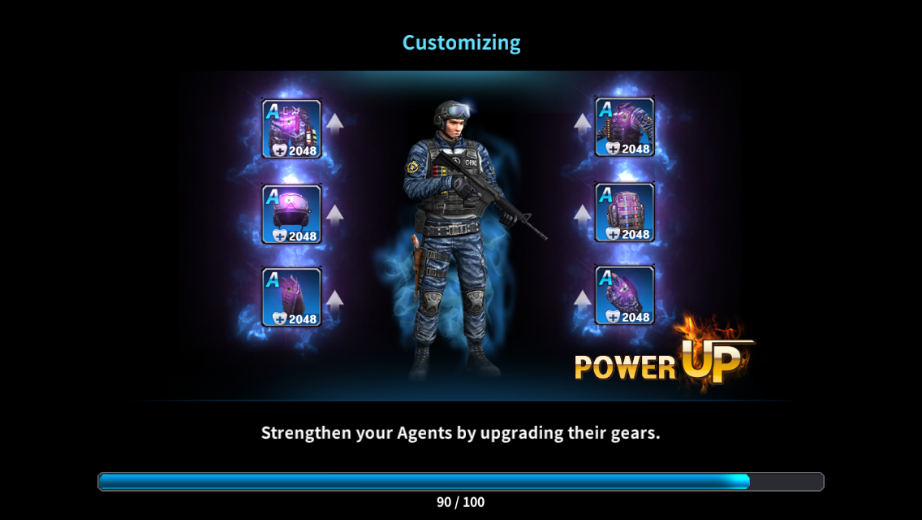 Customizing
A
2048
A
2048
A
2048
A
2048
A
2048
A
2048
POWER UP
Strengthen your Agents by upgrading their gears.
90 / 100